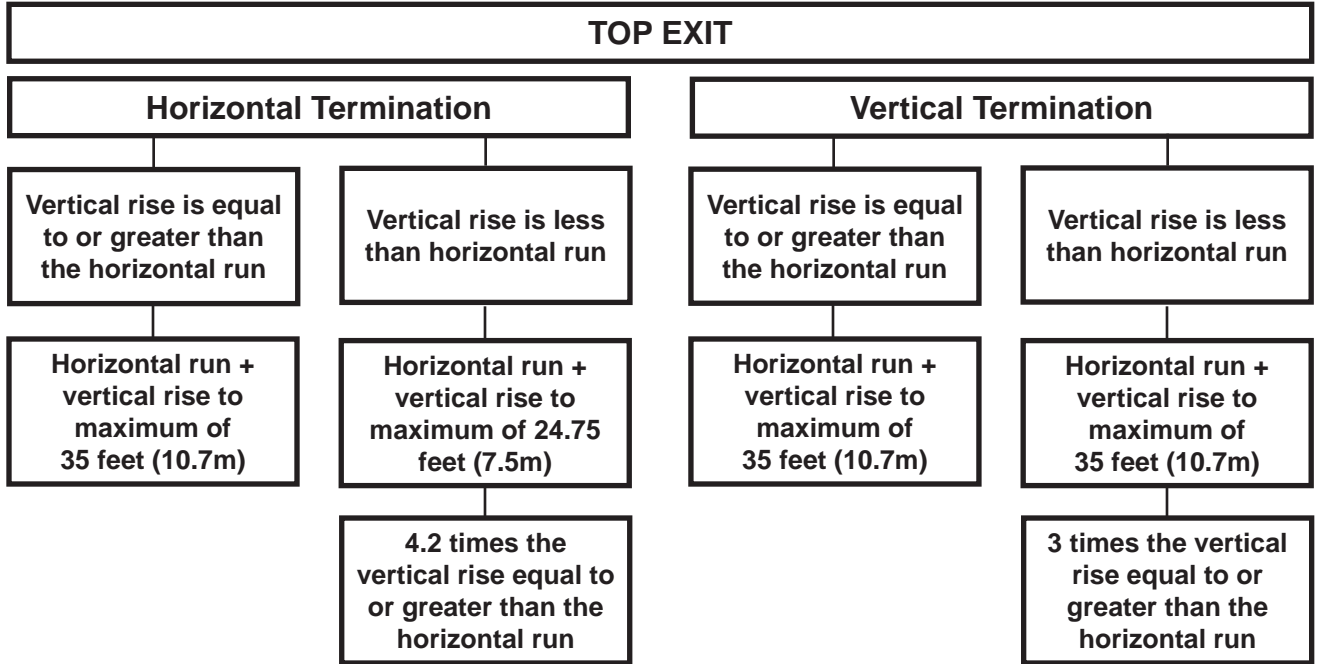 TOP EXIT
Horizontal Termination
Vertical rise is equal
to or greater than
the horizontal run
Horizontal run +
vertical rise to
maximum of
35 feet (10.7m)
Vertical rise is less
than horizontal run
Horizontal run +
vertical rise to
maximum of 24.75
feet (7.5m)
4.2 times the
vertical rise equal to
or greater than the
horizontal run
Vertical Termination
Vertical rise is equal
to or greater than
the horizontal run
Horizontal run +
vertical rise to
maximum of
35 feet (10.7m)
Vertical rise is less
than horizontal run
Horizontal run +
vertical rise to
maximum of
35 feet (10.7m)
3 times the vertical
rise equal to or
greater than the
horizontal run